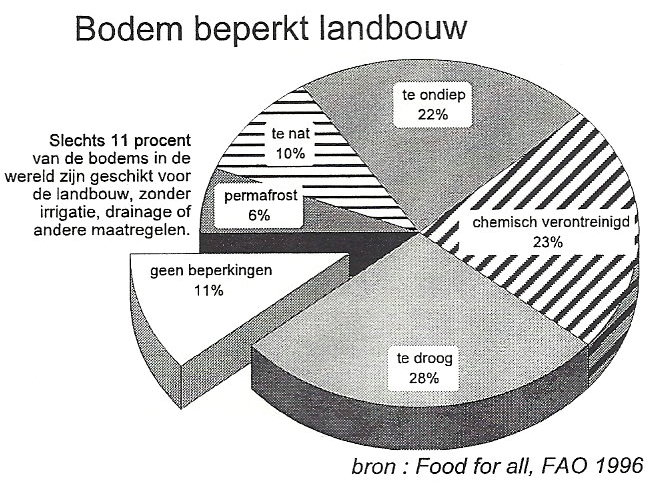 Bodem beperkt landbouw
Slechts 11 procent
van de bodems in de
wereld zijn geschikt voor
de landbouw, zonder
irrigatie, drainage of
andere maatregelen.
te ondiep
22%
te nat
10%
permafrost
6%
chemisch verontreinigd
23%
geen beperkingen
11%
te droog
28%
bron : Food for all, FAO 1996